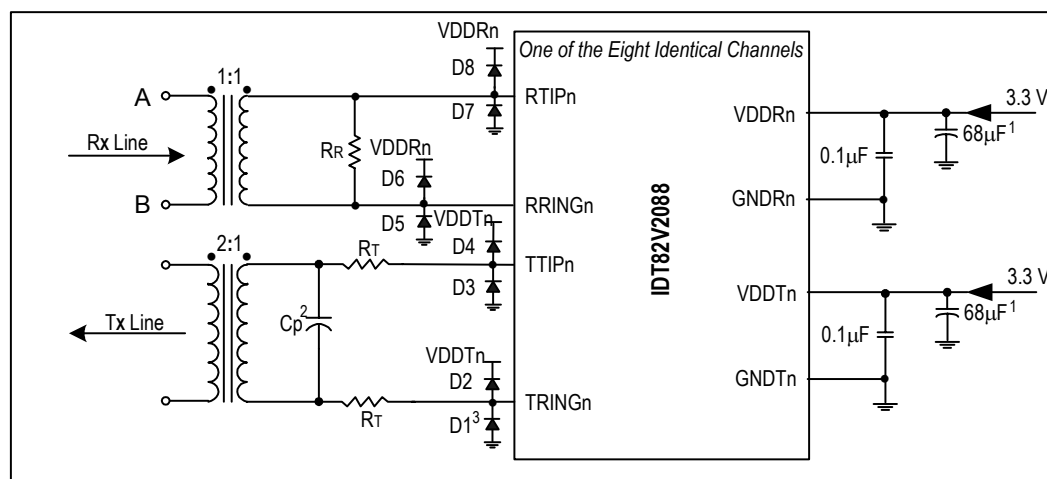 VDDRn
One of the Eight Identical Channels
D8
1:1
A
RTIPn
D7
3.3 V
VDDRn
68µF1
Rx Line
RR
VDDRn
0.1µF
D6
B
RRINGn
GNDRn
D5
VDDTn
2:1
D4
RT
TTIPn
D3
IDT82V2088
3.3 V
VDDTn
68µF1
Tx Line
Cp2
0.1µF
VDDTn
D2
GNDTn
TRINGn
RT
D13